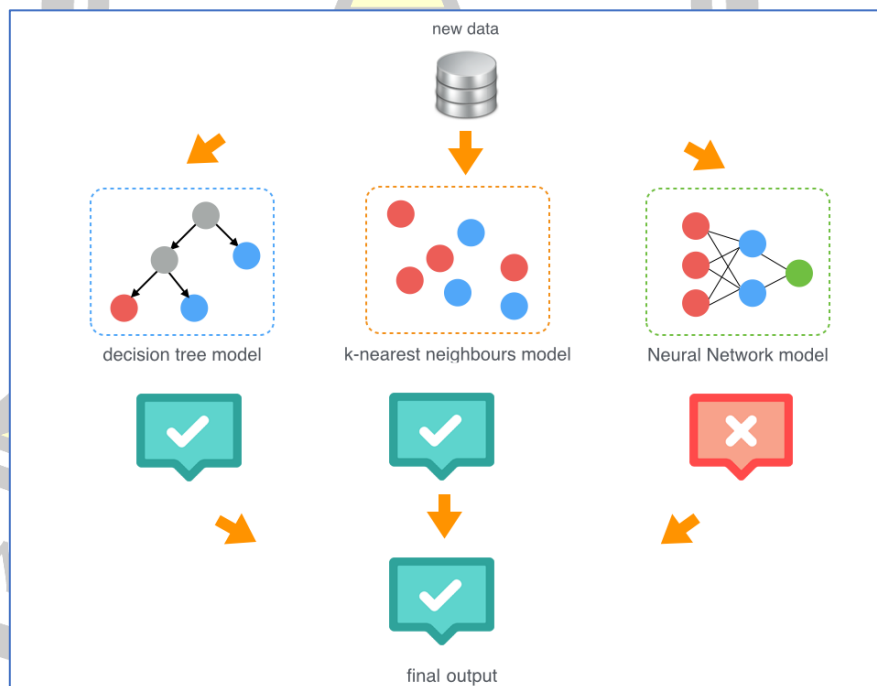 new data
decision tree model
k-nearest neighbours model
Neural Network model
final output